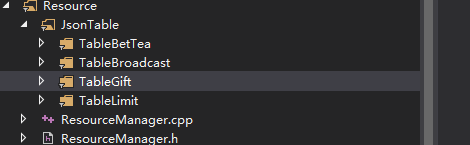 Resource
JsonTable
TableBetTea
TableBroadcast
TableGift
TableLimit
ResourceManager.cpp
ResourceManager.h